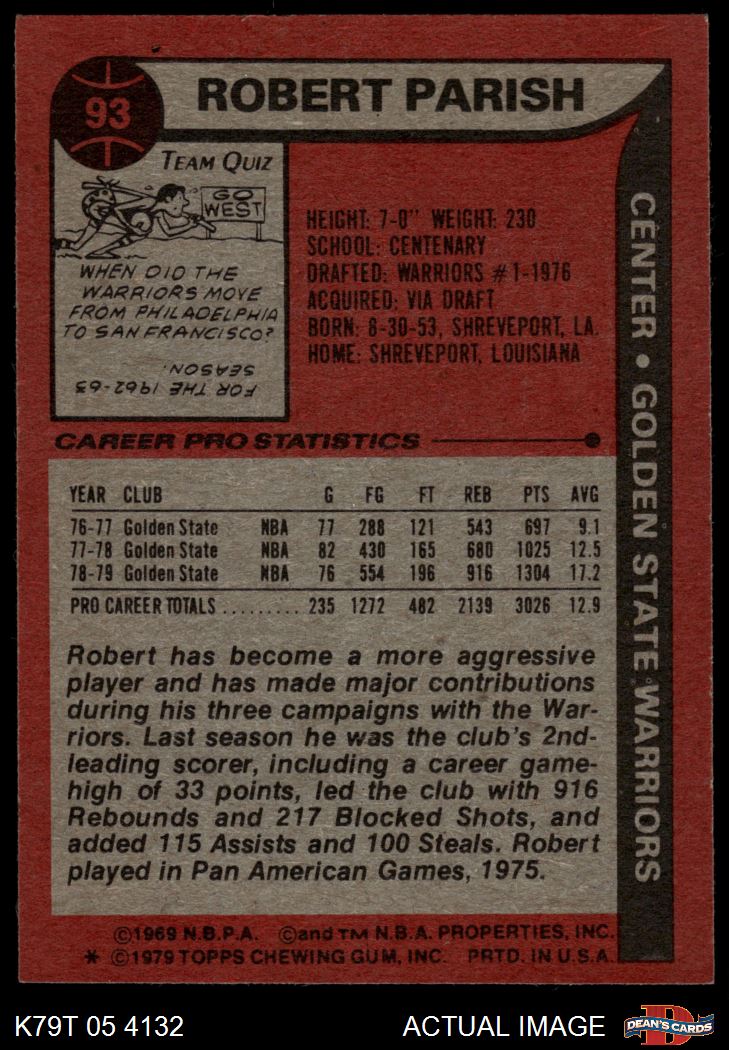 93
ROBERT PARISH
TEAM QUIZ
GO
WEST
WHEN DID THE
WARRIORS MOVE
FROM PHILADELPHIA
TO SAN FRANCISCO?
FOR THE 1962-63
SEASON.
HEIGHT: 7-0" WEIGHT: 230
SCHOOL: CENTENARY
DRAFTED: WARRIORS #1-1976
ACQUIRED: VIA DRAFT
BORN: 8-30-53, SHREVEPORT, LA.
HOME: SHREVEPORT, LOUISIANA
CENTER • GOLDEN STATE WARRIORS
CAREER PRO STATISTICS
YEAR CLUB G FG FT REB PTS AVG
76-77 Golden State NBA 77 288 121 543 697 9.1
77-78 Golden State NBA 82 430 165 680 1025 12.5
78-79 Golden State NBA 76 554 196 916 1304 17.2
PRO CAREER TOTALS ......... 235 1272 482 2139 3026 12.9
Robert has become a more aggressive
player and has made major contributions
during his three campaigns with the War-
riors. Last season he was the club's 2nd-
leading scorer, including a career game-
high of 33 points, led the club with 916
Rebounds and 217 Blocked Shots, and
added 115 Assists and 100 Steals. Robert
played in Pan American Games, 1975.
©1969 N.B.P.A. ©and TM N.B.A. PROPERTIES, INC.
* ©1979 TOPPS CHEWING GUM, INC. PRTD. IN U.S.A.
K79T 05 4132
ACTUAL IMAGE
D
DEAN'S CARDS